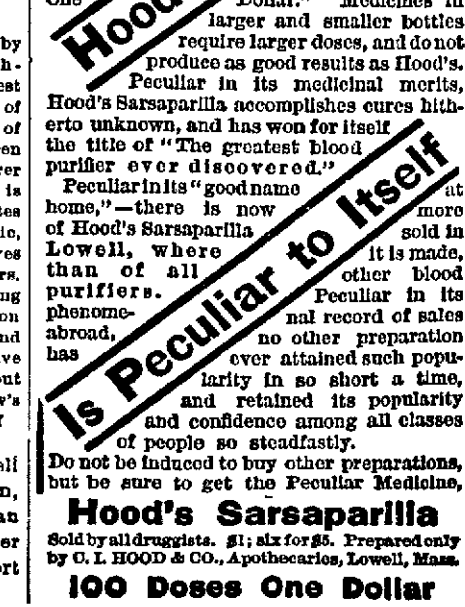 One Dollar." Medicines in
Hood's
larger and smaller bottles
require larger doses, and do not
produce as good results as Hood's.
Peculiar in its medicinal merits,
Hood's Sarsaparilla accomplishes cures hith-
erto unknown, and has won for itself
the title of "The greatest blood
purifier ever discovered."
Peculiar in its "good name at
home,"—there is now more
of Hood's Sarsaparilla sold in
Lowell, where it is made,
than of all other blood
purifiers. Peculiar in its
phenome- nal record of sales
abroad, no other preparation
has ever attained such popu-
larity in so short a time,
and retained its popularity
and confidence among all classes
of people so steadfastly.
Is Peculiar to Itself
Do not be induced to buy other preparations,
but be sure to get the Peculiar Medicine,
Hood's Sarsaparilla
Sold by all druggists. $1; six for $5. Prepared only
by C. I. HOOD & CO., Apothecaries, Lowell, Mass.
100 Doses One Dollar